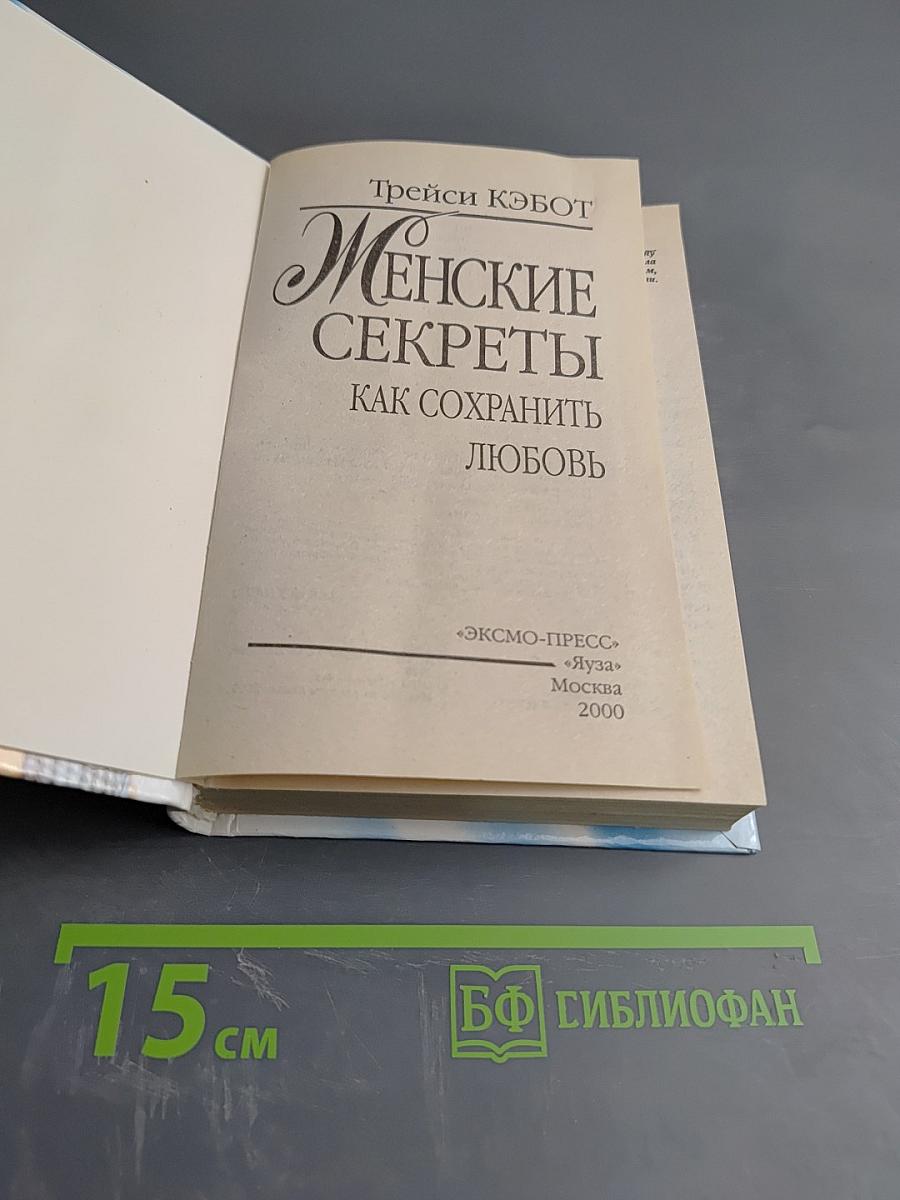 Трейси КЭБОТ
ЖЕНСКИЕ
СЕКРЕТЫ
КАК СОХРАНИТЬ
ЛЮБОВЬ
«ЭКСМО-ПРЕСС»
«Яуза»
Москва
2000
15 см
БФ БИБЛИОФАН